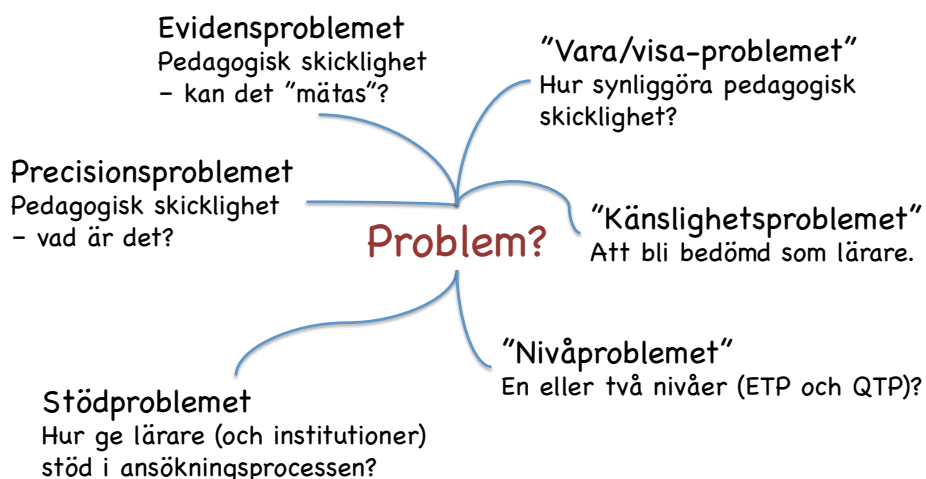 Evidensproblemet
Pedagogisk skicklighet
– kan det ”mätas”?
”Vara/visa-problemet”
Hur synliggöra pedagogisk
skicklighet?
Precisionsproblemet
Pedagogisk skicklighet
– vad är det?
Problem?
”Känslighetsproblemet”
Att bli bedömd som lärare.
”Nivåproblemet”
En eller två nivåer (ETP och QTP)?
Stödproblemet
Hur ge lärare (och institutioner)
stöd i ansökningsprocessen?